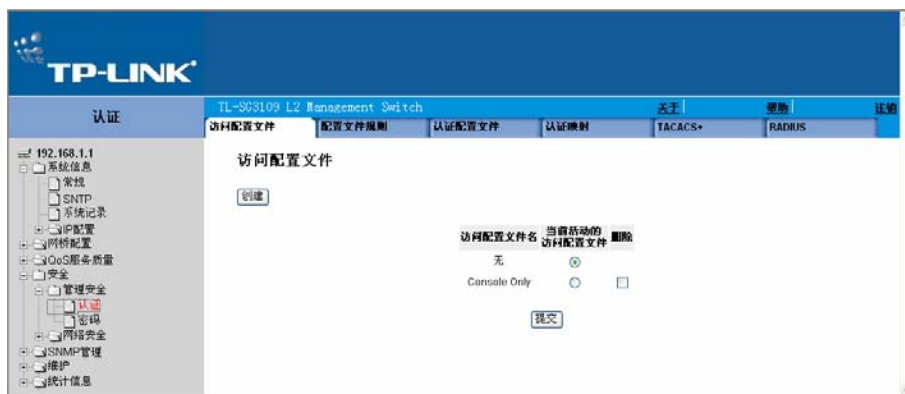 TP-LINK
认证
TL-SG3109 L2 Management Switch
关于
帮助
注销
访问配置文件
配置文件规则
认证配置文件
认证映射
TACACS+
RADIUS
192.168.1.1
系统信息
常规
SNTP
系统记录
IP配置
网桥配置
QoS服务质量
安全
管理安全
认证
密码
网络安全
SNMP管理
维护
统计信息
访问配置文件
创建
访问配置文件名
当前活动的
访问配置文件
删除
无
Console Only
提交